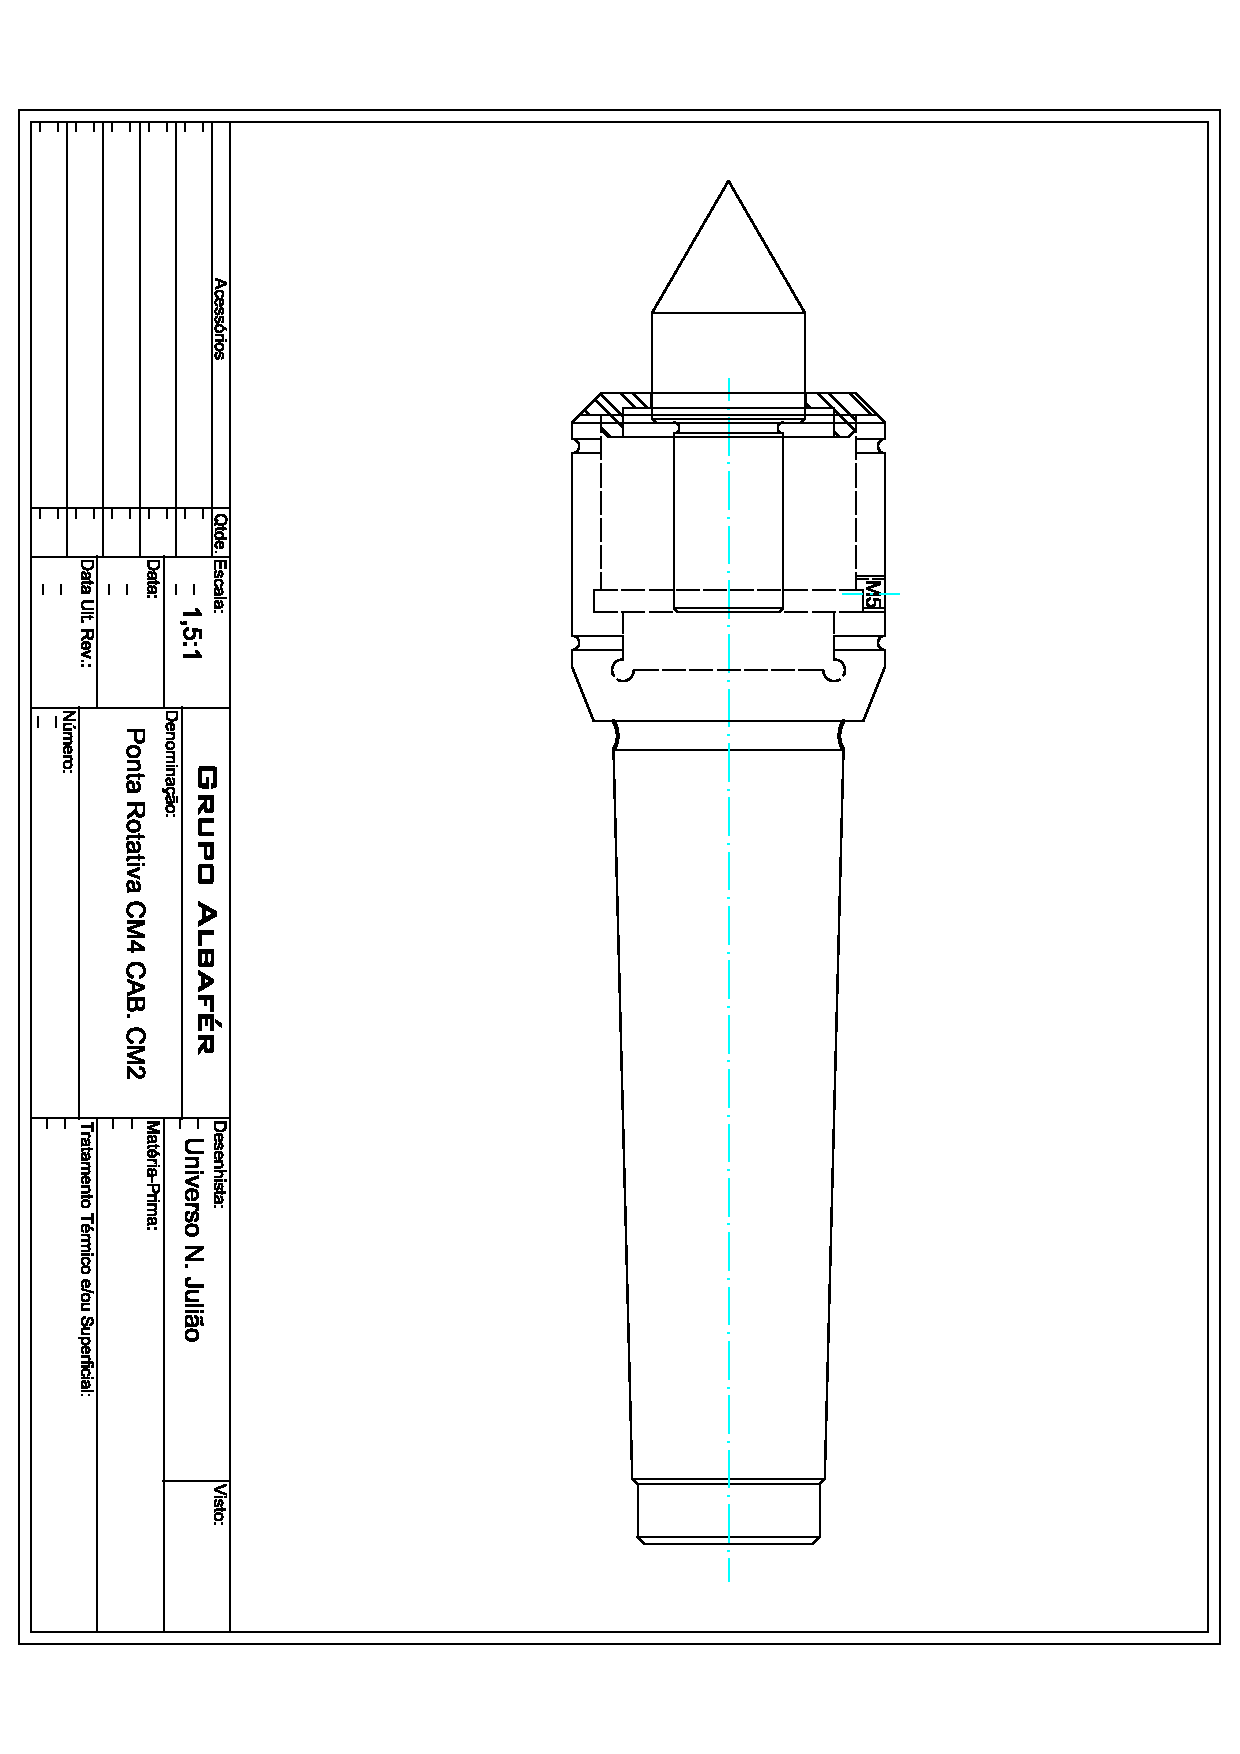 Acessórios
Qtde.
Escala:
1,5:1
Data:
Data Ult. Rev.:
GRUPO ALBAFÉR
Denominação:
Ponta Rotativa CM4 CAB. CM2
Número:
Desenhista:
Universo N. Julião
Matéria-Prima:
Tratamento Térmico e/ou Superficial:
Visto:
M5